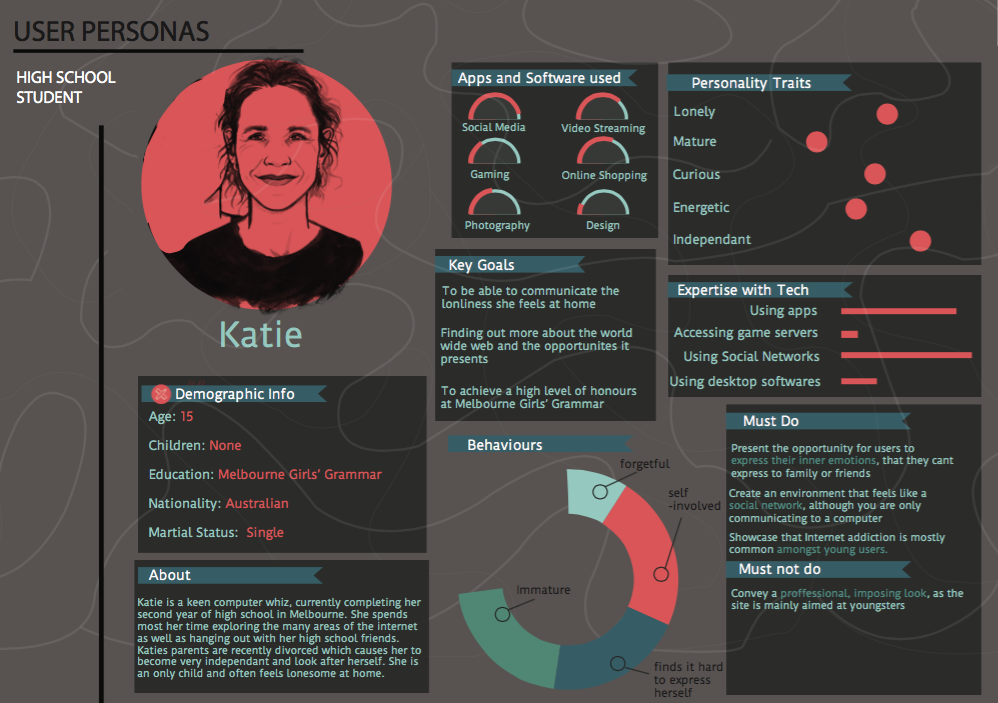 USER PERSONAS
HIGH SCHOOL
STUDENT
Katie
Demographic Info
Age: 15
Children: None
Education: Melbourne Girls' Grammar
Nationality: Australian
Martial Status: Single
About
Katie is a keen computer whiz, currently completing her
second year of high school in Melbourne. She spends
most her time exploring the many areas of the internet
as well as hanging out with her high school friends.
Katies parents are recently divorced which causes her to
become very independant and look after herself. She is
an only child and often feels lonesome at home.
Apps and Software used
Social Media
Video Streaming
Gaming
Online Shopping
Photography
Design
Key Goals
To be able to communicate the
lonliness she feels at home
Finding out more about the world
wide web and the opportunites it
presents
To achieve a high level of honours
at Melbourne Girls' Grammar
Behaviours
forgetful
self
-involved
Immature
finds it hard
to express
herself
Personality Traits
Lonely
Mature
Curious
Energetic
Independant
Expertise with Tech
Using apps
Accessing game servers
Using Social Networks
Using desktop softwares
Must Do
Present the opportunity for users to
express their inner emotions, that they cant
express to family or friends
Create an environment that feels like a
social network, although you are only
communicating to a computer
Showcase that Internet addiction is mostly
common amongst young users.
Must not do
Convey a proffessional, imposing look, as the
site is mainly aimed at youngsters